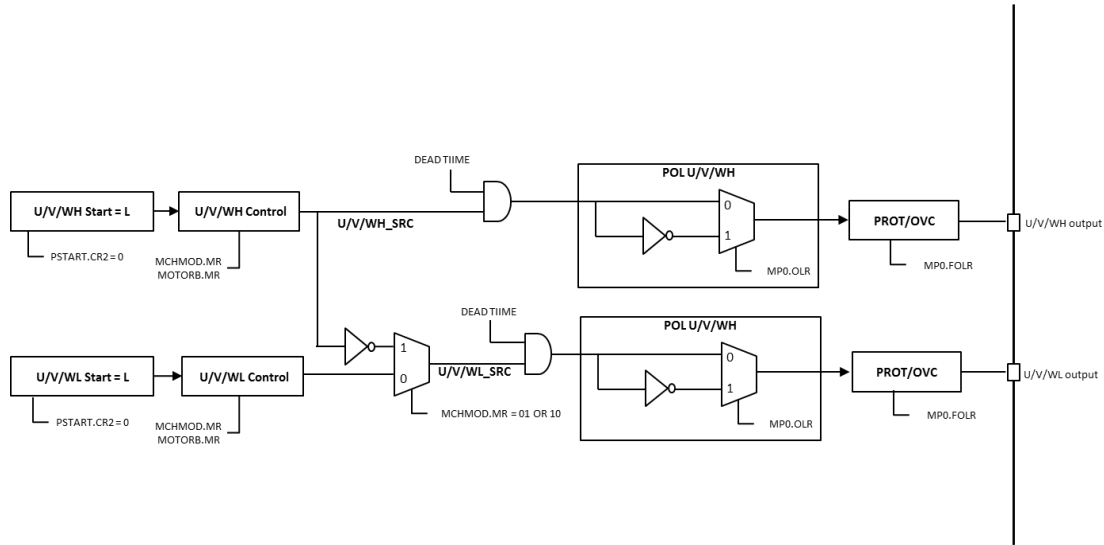 DEAD TIIME
POL U/V/WH
U/V/WH Start = L
U/V/WH Control
U/V/WH_SRC
0
1
PROT/OVC
U/V/WH output
PSTART.CR2 = 0
MCHMOD.MR
MOTORB.MR
MP0.OLR
MP0.FOLR
DEAD TIIME
POL U/V/WH
U/V/WL Start = L
U/V/WL Control
1
0
U/V/WL_SRC
0
1
PROT/OVC
U/V/WL output
PSTART.CR2 = 0
MCHMOD.MR
MOTORB.MR
MCHMOD.MR = 01 OR 10
MP0.OLR
MP0.FOLR